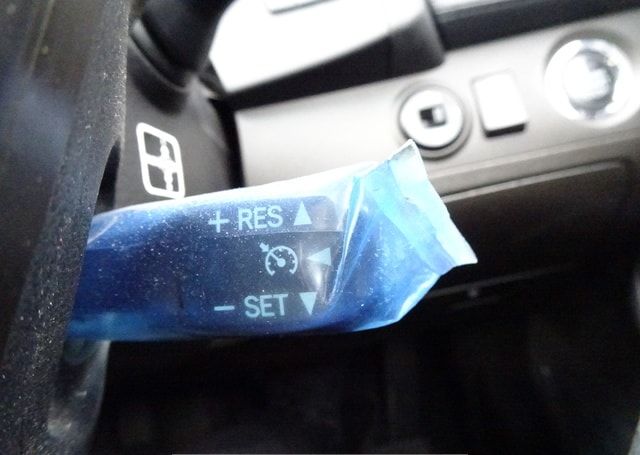 + RES ▲
◀
− SET ▼